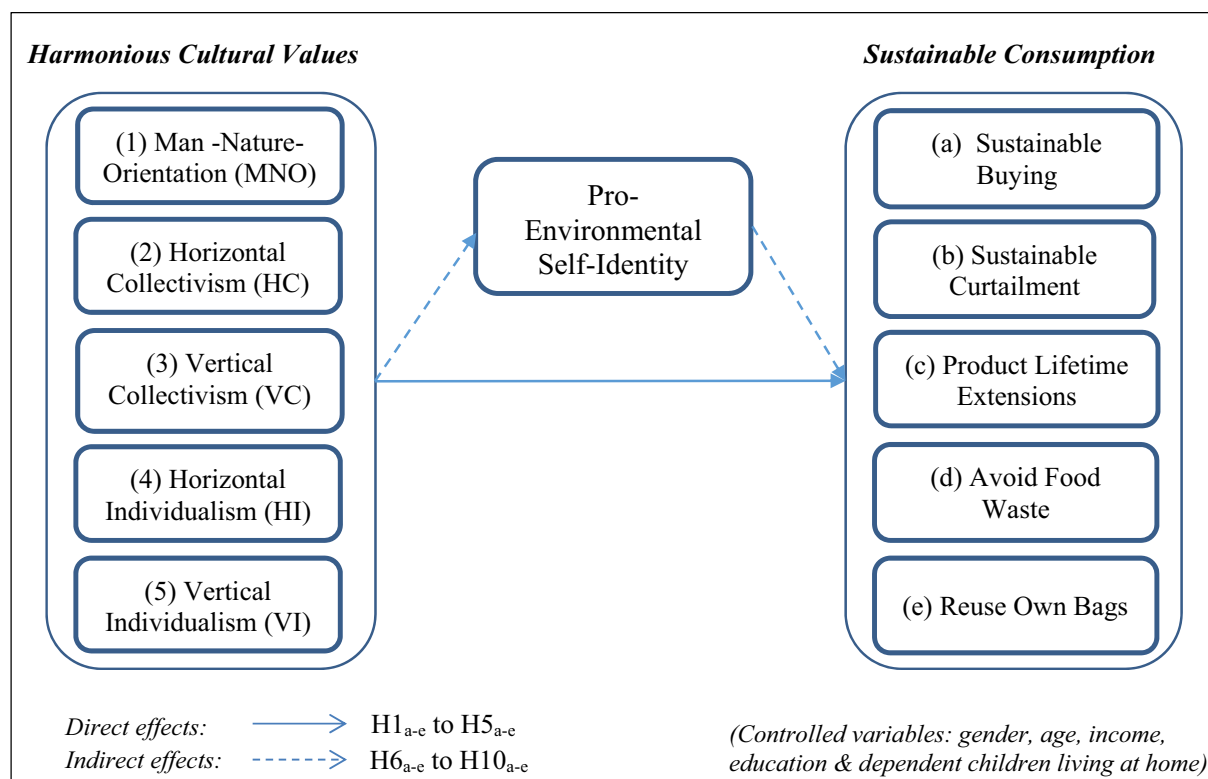 Harmonious Cultural Values
(1) Man -Nature-
Orientation (MNO)
(2) Horizontal
Collectivism (HC)
(3) Vertical
Collectivism (VC)
(4) Horizontal
Individualism (HI)
(5) Vertical
Individualism (VI)
Pro-
Environmental
Self-Identity
Sustainable Consumption
(a) Sustainable
Buying
(b) Sustainable
Curtailment
(c) Product Lifetime
Extensions
(d) Avoid Food
Waste
(e) Reuse Own Bags
Direct effects: H1a-e to H5a-e
Indirect effects: H6a-e to H10a-e
(Controlled variables: gender, age, income,
education & dependent children living at home)